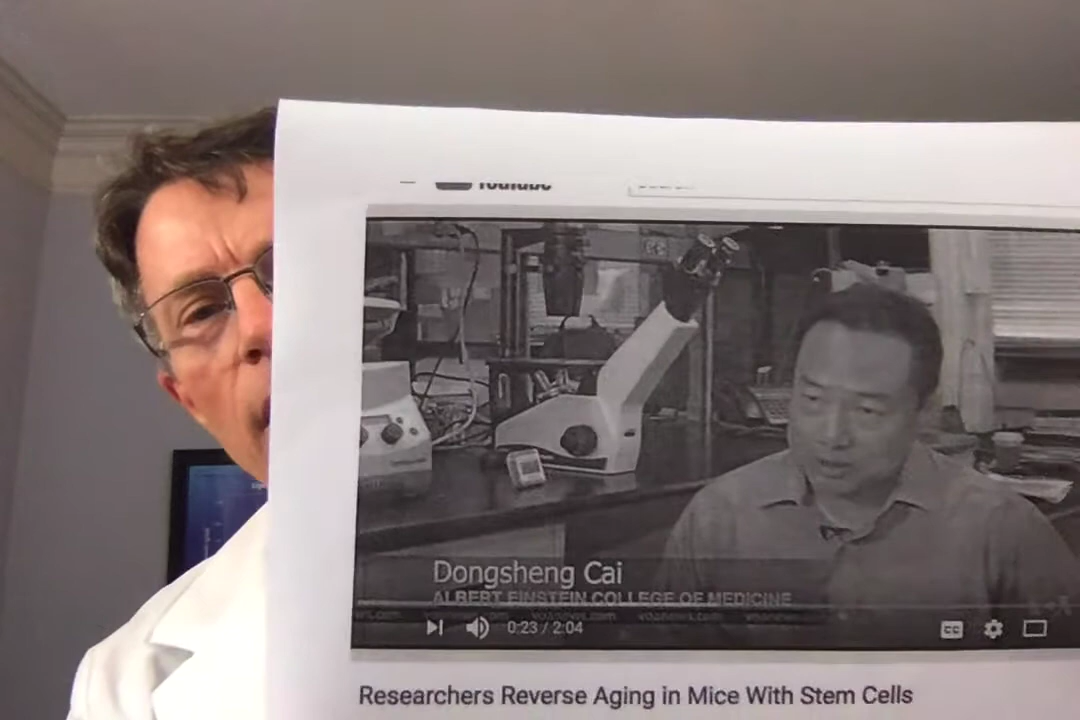 YouTube
Dongsheng Cai
ALBERT EINSTEIN COLLEGE OF MEDICINE
0:23 / 2:04
CC
Researchers Reverse Aging in Mice With Stem Cells